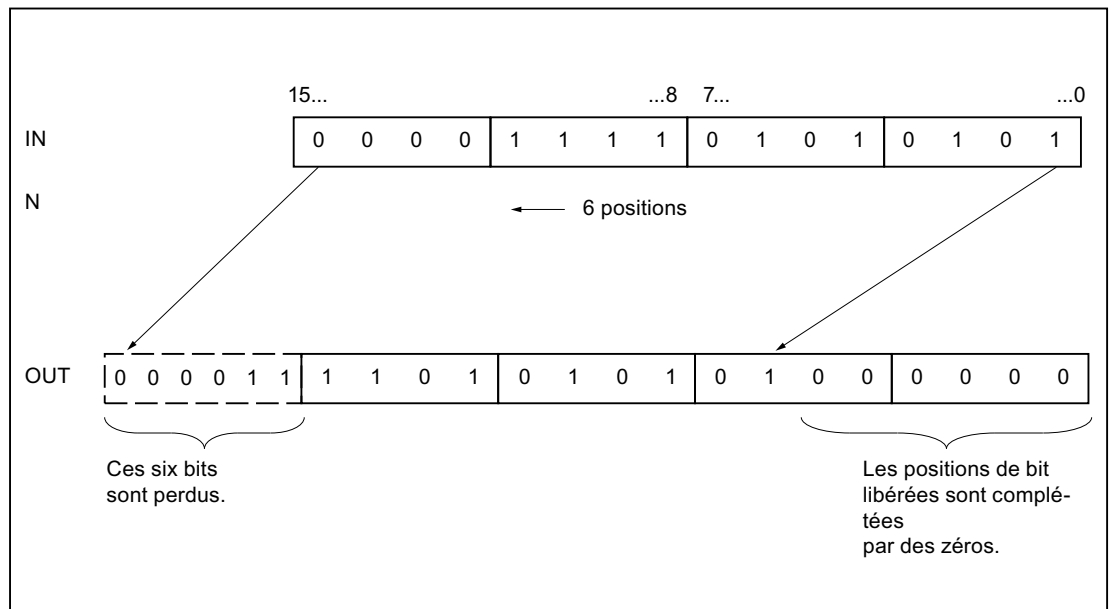 15... ...8 7... ...0
IN 0 0 0 0 1 1 1 1 0 1 0 1 0 1 0 1
N 6 positions
OUT 0 0 0 0 1 1 1 1 0 1 0 1 0 1 0 1 0 0 0 0 0 0
Ces six bits
sont perdus.
Les positions de bit
libérées sont complé-
tées
par des zéros.